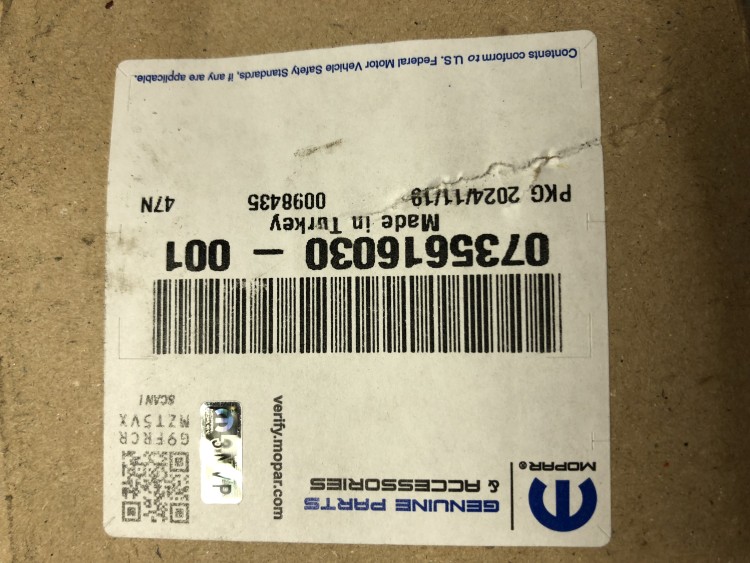 MOPAR®
GENUINE PARTS
& ACCESSORIES
verify.mopar.com
G9FRCR
MZT5VX
SCAN!
0735616030 - 001
Made in Turkey
PKG 2024/11/19 0098435 47N
Contents conform to U.S. Federal Motor Vehicle Safety Standards, if any are applicable.